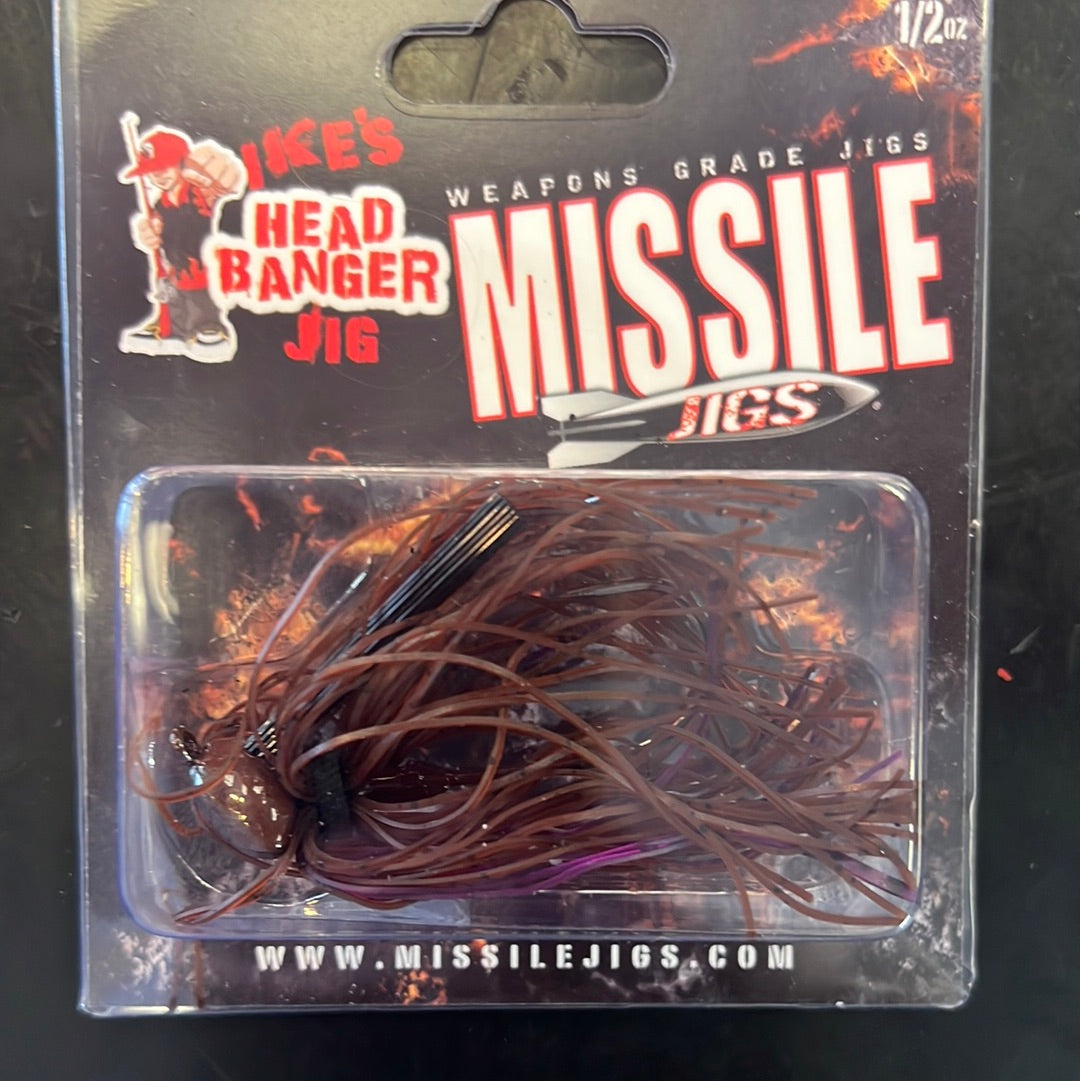 1/2oz
IKE'S
HEAD
BANGER
JIG
WEAPONS GRADE JIGS
MISSILE
JIGS
WWW.MISSILEJIGS.COM